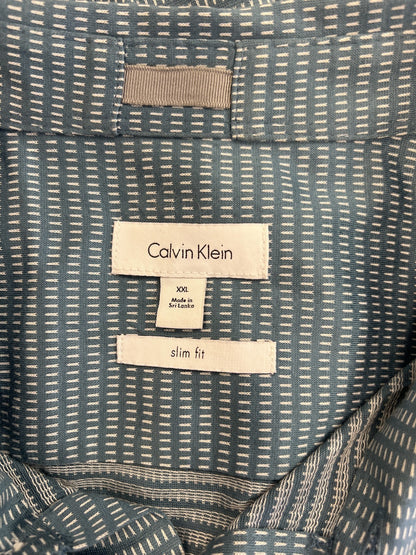 Calvin Klein
XXL
Made in
Sri Lanka
slim fit